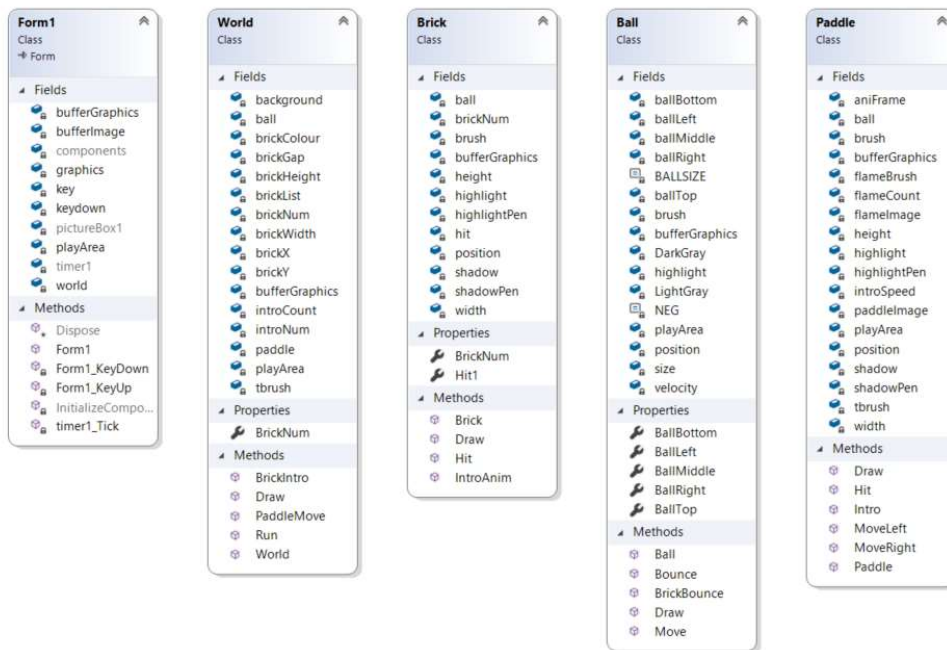 Form1
Class
Form
Fields
bufferGraphics
bufferImage
components
graphics
key
keydown
pictureBox1
playArea
timer1
world
Methods
Dispose
Form1
Form1_KeyDown
Form1_KeyUp
InitializeCompo...
timer1_Tick
World
Class
Fields
background
ball
brickColour
brickGap
brickHeight
brickList
brickNum
brickWidth
brickX
brickY
bufferGraphics
introCount
introNum
paddle
playArea
tbrush
Properties
BrickNum
Methods
BrickIntro
Draw
PaddleMove
Run
World
Brick
Class
Fields
ball
brickNum
brush
bufferGraphics
height
highlight
highlightPen
hit
position
shadow
shadowPen
width
Properties
BrickNum
Hit1
Methods
Brick
Draw
Hit
IntroAnim
Ball
Class
Fields
ballBottom
ballLeft
ballMiddle
ballRight
BALLSIZE
ballTop
brush
bufferGraphics
DarkGray
highlight
LightGray
NEG
playArea
position
size
velocity
Properties
BallBottom
BallLeft
BallMiddle
BallRight
BallTop
Methods
Ball
Bounce
BrickBounce
Draw
Move
Paddle
Class
Fields
aniFrame
ball
brush
bufferGraphics
flameBrush
flameCount
flameImage
height
highlight
highlightPen
introSpeed
paddleImage
playArea
position
shadow
shadowPen
tbrush
width
Methods
Draw
Hit
Intro
MoveLeft
MoveRight
Paddle